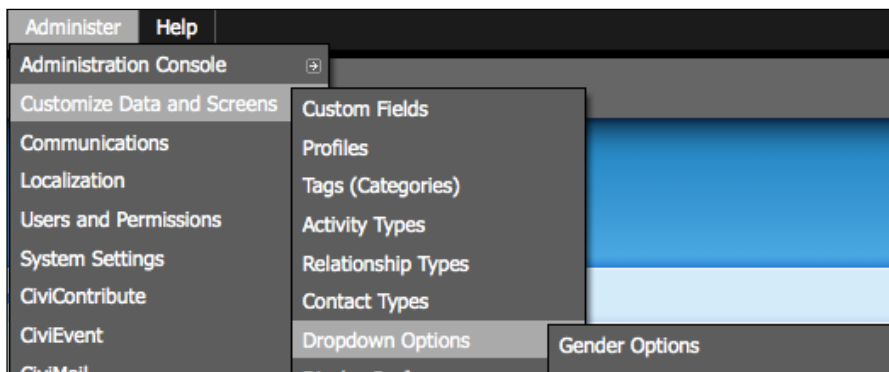 Administer Help
Administration Console
Customize Data and Screens
Communications
Localization
Users and Permissions
System Settings
CiviContribute
CiviEvent
CiviMail
Custom Fields
Profiles
Tags (Categories)
Activity Types
Relationship Types
Contact Types
Dropdown Options
Gender Options